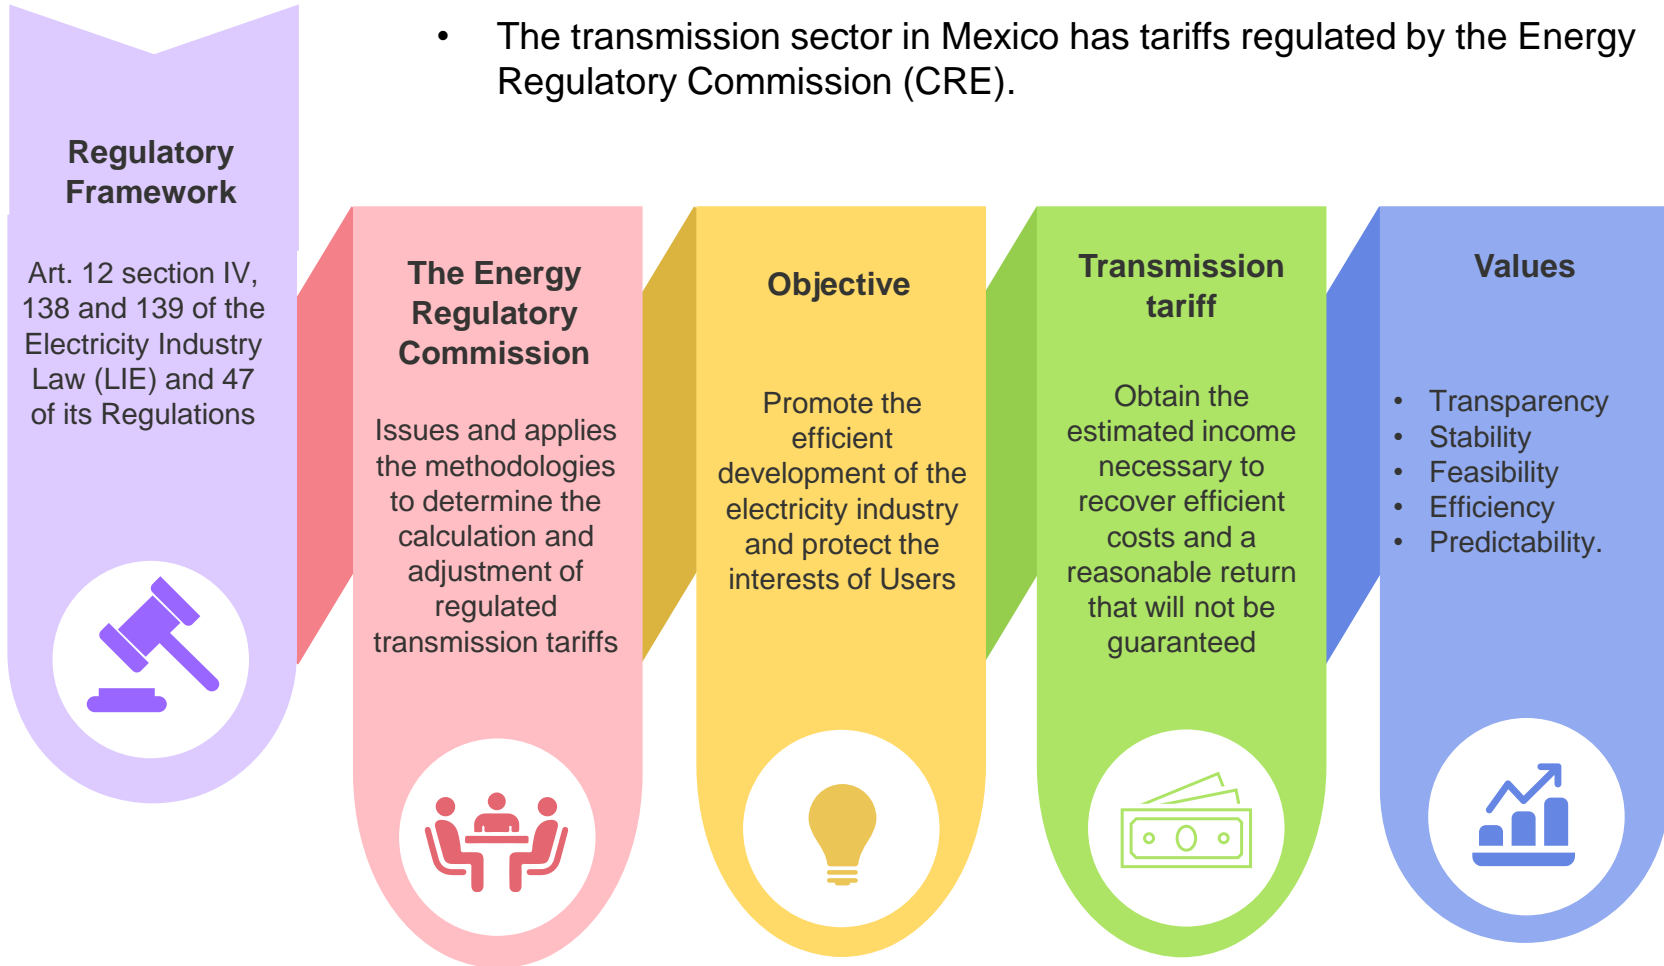 • The transmission sector in Mexico has tariffs regulated by the Energy
Regulatory Commission (CRE).
Regulatory
Framework
Art. 12 section IV,
138 and 139 of the
Electricity Industry
Law (LIE) and 47
of its Regulations
The Energy
Regulatory
Commission
Issues and applies
the methodologies
to determine the
calculation and
adjustment of
regulated
transmission tariffs
Objective
Promote the
efficient
development of the
electricity industry
and protect the
interests of Users
Transmission
tariff
Obtain the
estimated income
necessary to
recover efficient
costs and a
reasonable return
that will not be
guaranteed
Values
• Transparency
• Stability
• Feasibility
• Efficiency
• Predictability.